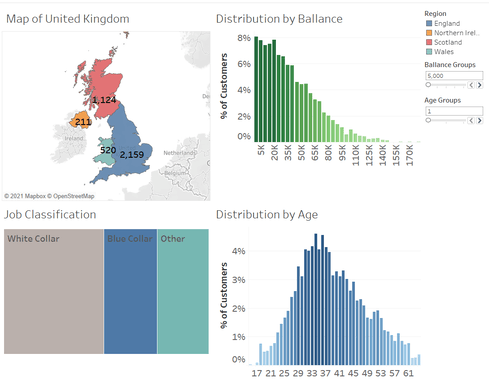 Map of United Kingdom
1,124
211
520
2,159
Ireland
Netherlands
Belgium
© 2021 Mapbox © OpenStreetMap
Distribution by Ballance
% of Customers
8%
6%
4%
2%
0%
5K 20K 35K 50K 65K 80K 95K 110K 125K 140K 155K 170K
Region
England
Northern Irel..
Scotland
Wales
Ballance Groups
5,000
Age Groups
1
Job Classification
White Collar
Blue Collar
Other
Distribution by Age
% of Customers
4%
3%
2%
1%
0%
17 21 25 29 33 37 41 45 49 53 57 61